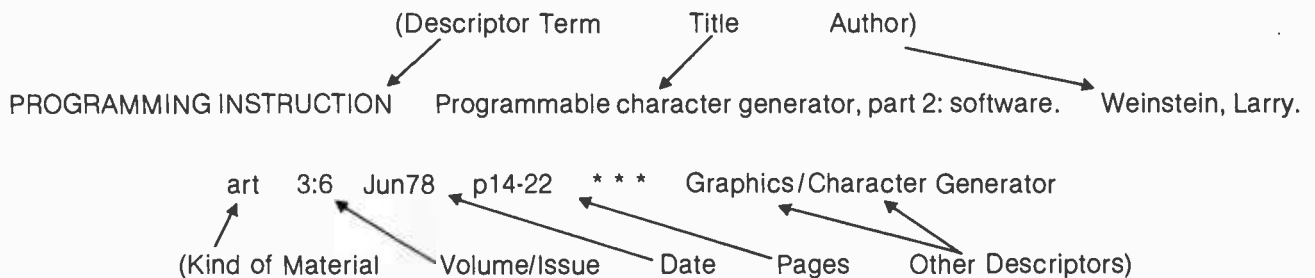 (Descriptor Term Title Author)
PROGRAMMING INSTRUCTION Programmable character generator, part 2: software. Weinstein, Larry.
art 3:6 Jun78 p14-22 * * * Graphics/Character Generator
(Kind of Material Volume/Issue Date Pages Other Descriptors)